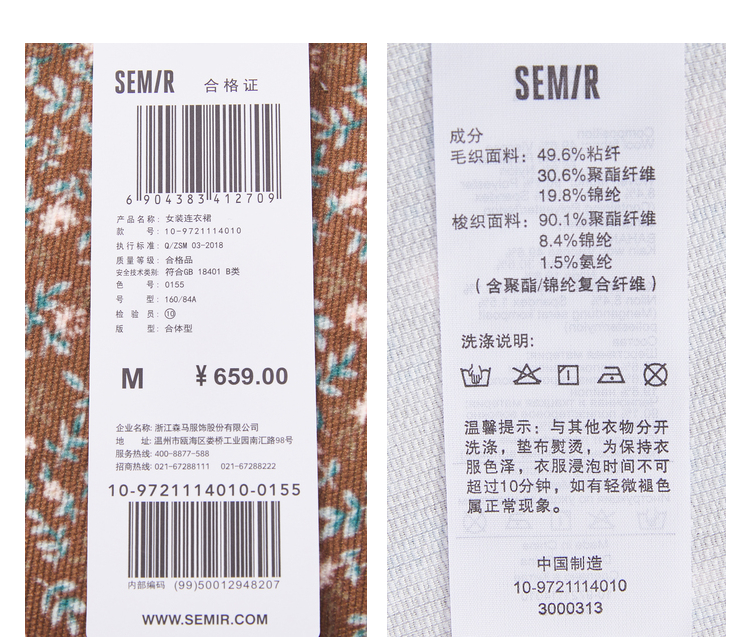 SEMIR 合格证
6 904383 412709
产品名称: 女装连衣裙
款 号: 10-9721114010
执行标准: Q/ZSM 03-2018
质量等级: 合格品
安全技术类别: 符合GB 18401 B类
色 号: 0155
号 型: 160/84A
检 验 员: ⑩
版 型: 合体型
M ¥659.00
企业名称: 浙江森马服饰股份有限公司
地 址: 温州市瓯海区娄桥工业园南汇路98号
服务热线: 400-8877-588
招商热线: 021-67288111 021-67288222
10-9721114010-0155
内部编码 (99)50012948207
WWW.SEMIR.COM
SEMIR
成分
毛织面料: 49.6%粘纤
30.6%聚酯纤维
19.8%锦纶
梭织面料: 90.1%聚酯纤维
8.4%锦纶
1.5%氨纶
(含聚酯/锦纶复合纤维)
洗涤说明:
温馨提示: 与其他衣物分开
洗涤, 垫布熨烫, 为保持衣
服色泽, 衣服浸泡时间不可
超过10分钟, 如有轻微褪色
属正常现象。
中国制造
10-9721114010
3000313